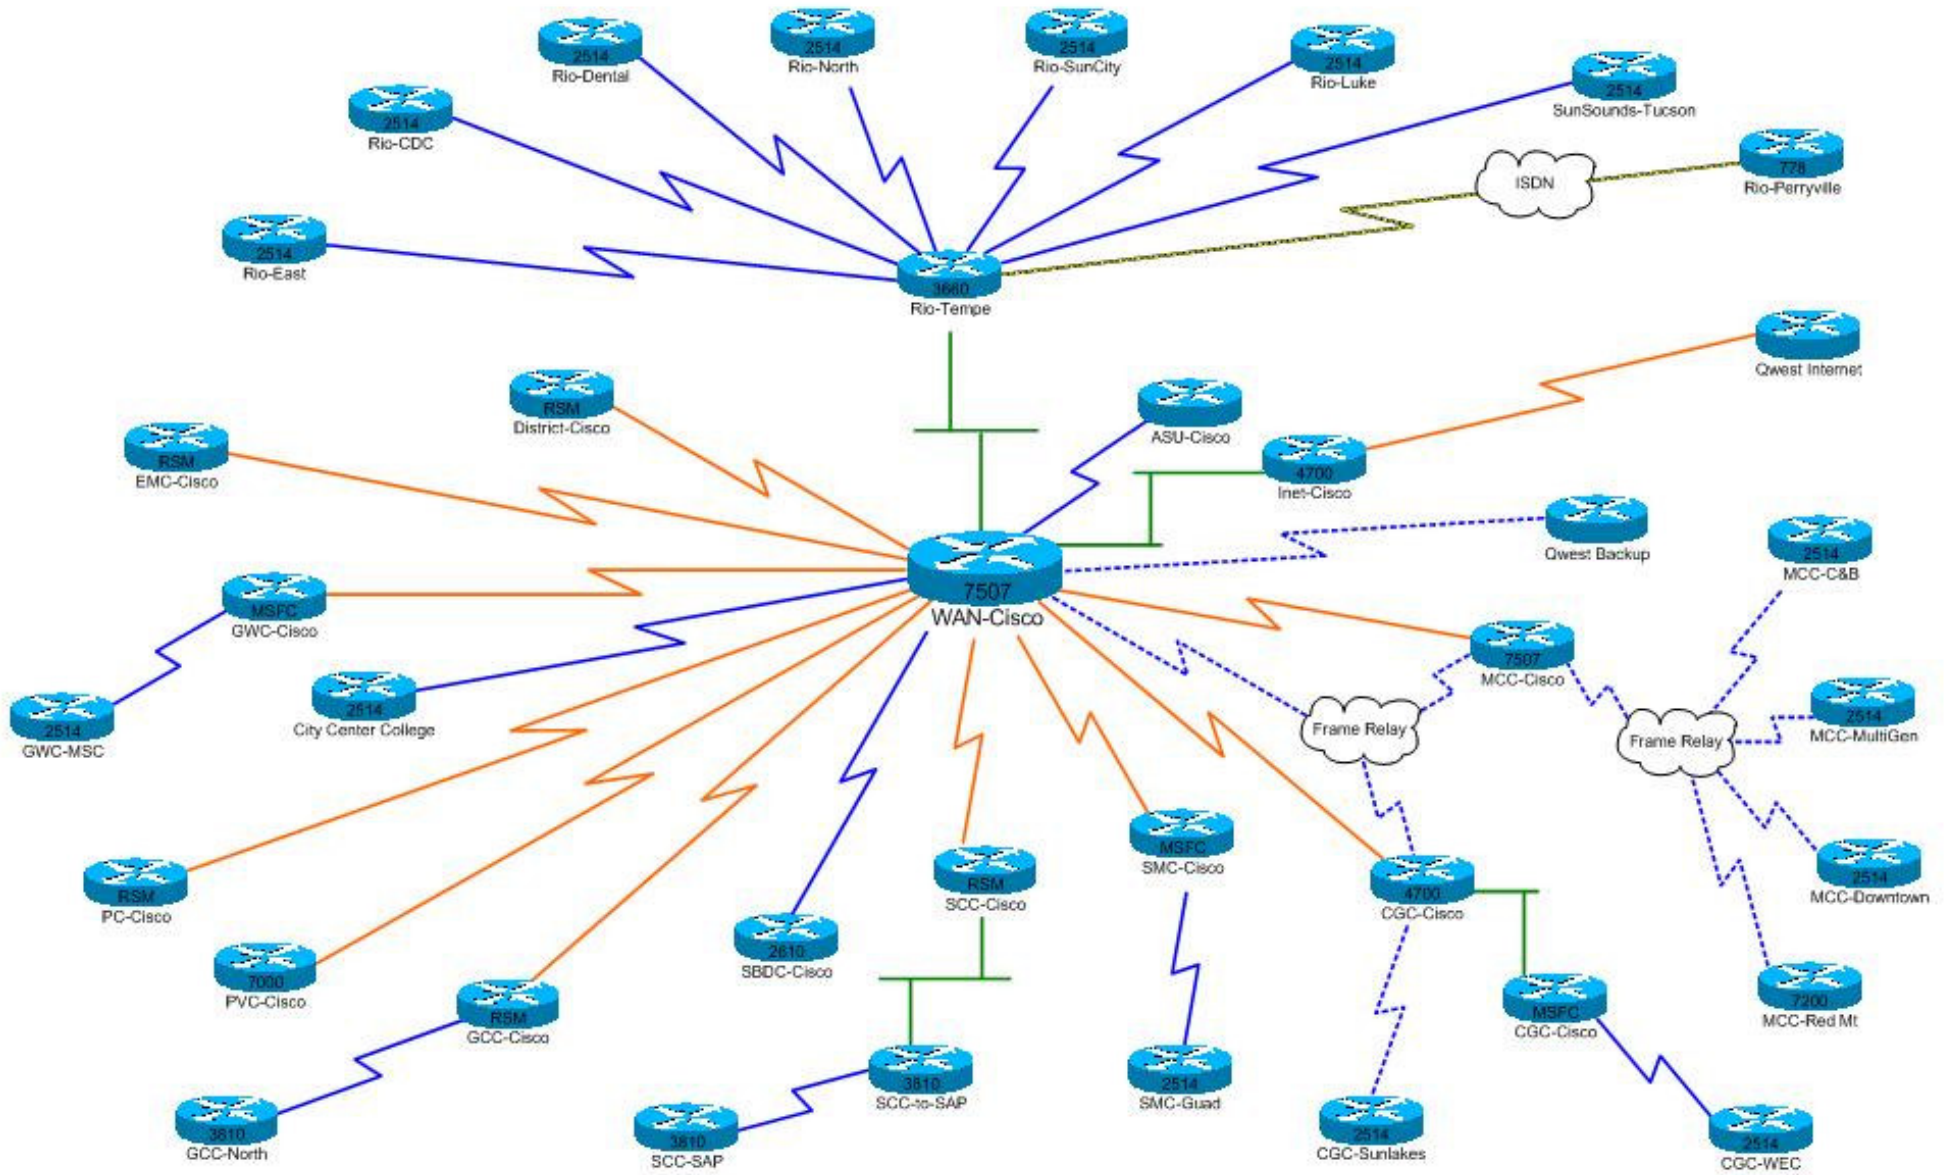 2514
Rio-Dental
2514
Rio-North
2514
Rio-SunCity
2514
Rio-Luke
2514
SunSounds-Tucson
2514
Rio-CDC
ISDN
778
Rio-Perryville
2514
Rio-East
3660
Rio-Tempe
Qwest Internet
RSM
District-Cisco
ASU-Cisco
RSM
EMC-Cisco
4700
Inet-Cisco
Qwest Backup
2514
MCC-C&B
7507
WAN-Cisco
MSFC
GWC-Cisco
7507
MCC-Cisco
2514
GWC-MSC
2514
City Center College
Frame Relay
Frame Relay
2514
MCC-MultiGen
MSFC
SMC-Cisco
RSM
PC-Cisco
RSM
SCC-Cisco
4700
CGC-Cisco
2514
MCC-Downtown
7000
PVC-Cisco
2610
SBDC-Cisco
RSM
GCC-Cisco
MSFC
CGC-Cisco
7200
MCC-Red Mt
3810
SCC-to-SAP
2514
SMC-Guad
3810
GCC-North
3810
SCC-SAP
2514
CGC-Sunlakes
2514
CGC-WEC